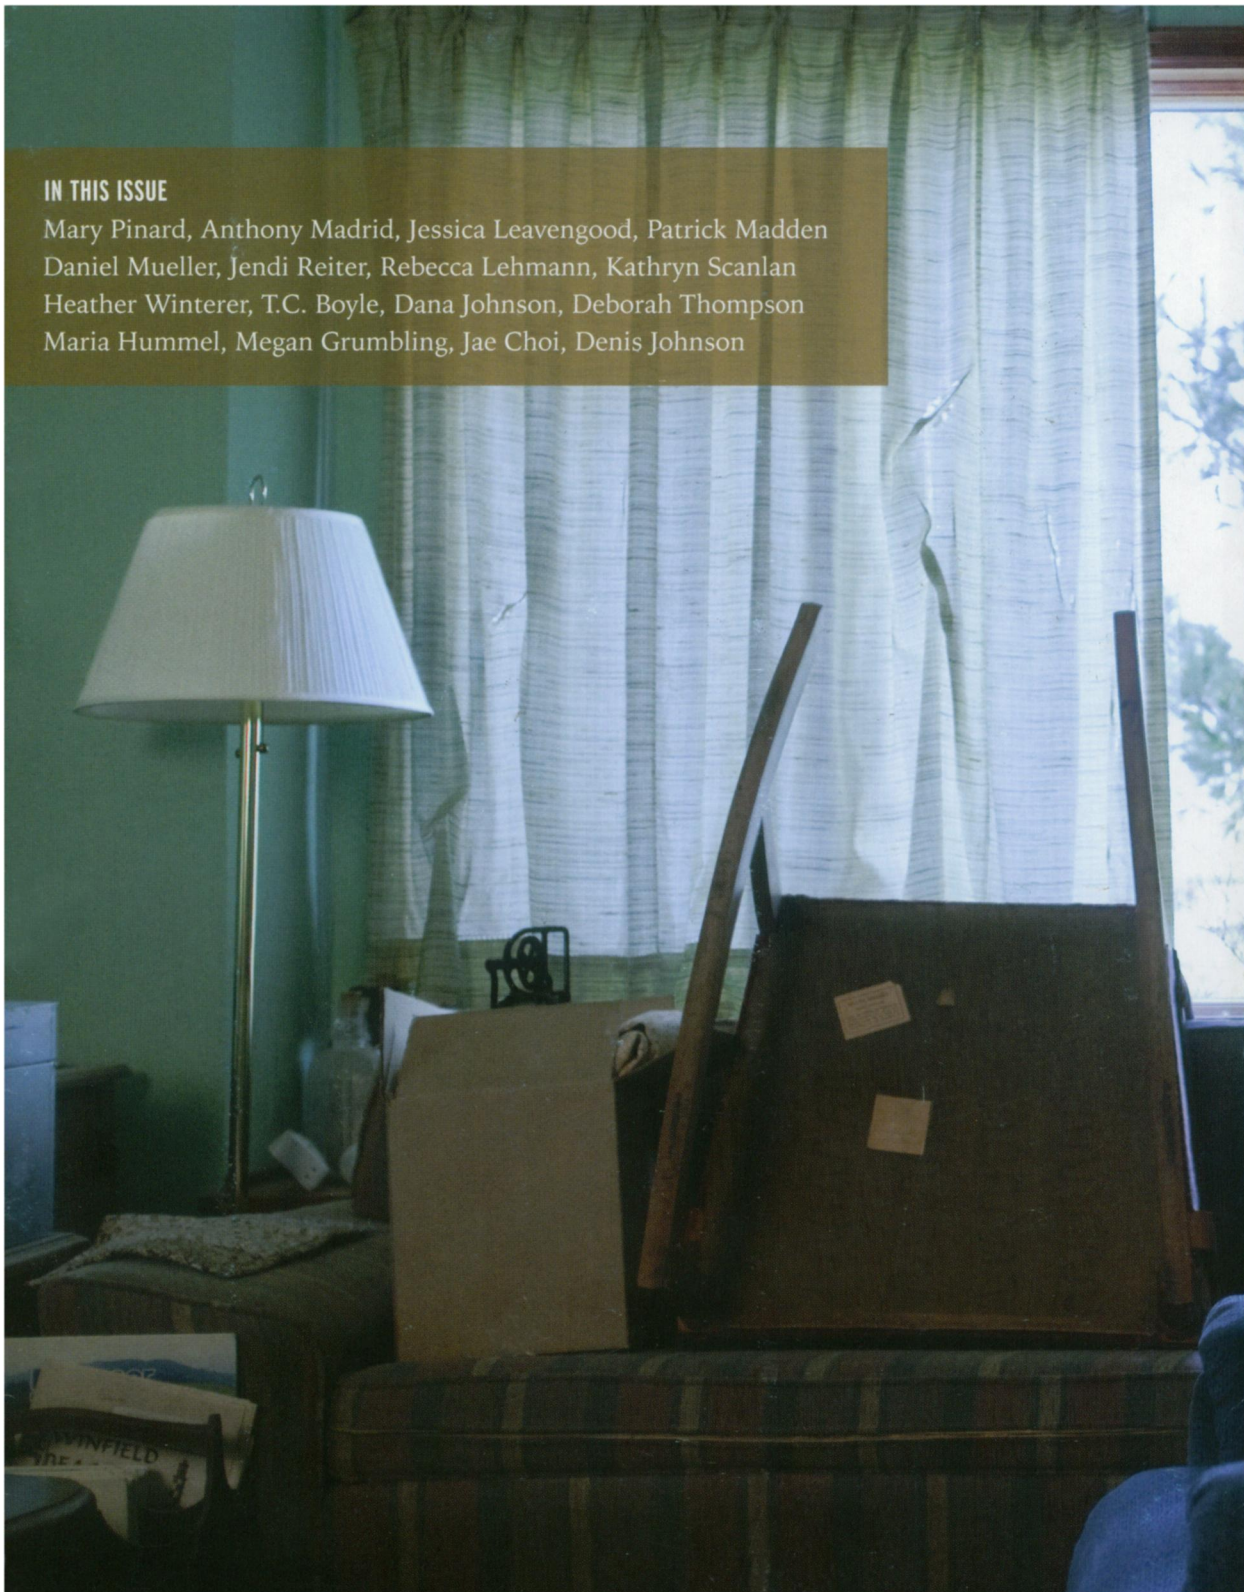 IN THIS ISSUE
Mary Pinard, Anthony Madrid, Jessica Leavengood, Patrick Madden
Daniel Mueller, Jendi Reiter, Rebecca Lehmann, Kathryn Scanlan
Heather Winterer, T.C. Boyle, Dana Johnson, Deborah Thompson
Maria Hummel, Megan Grumbling, Jae Choi, Denis Johnson
WINFIELD